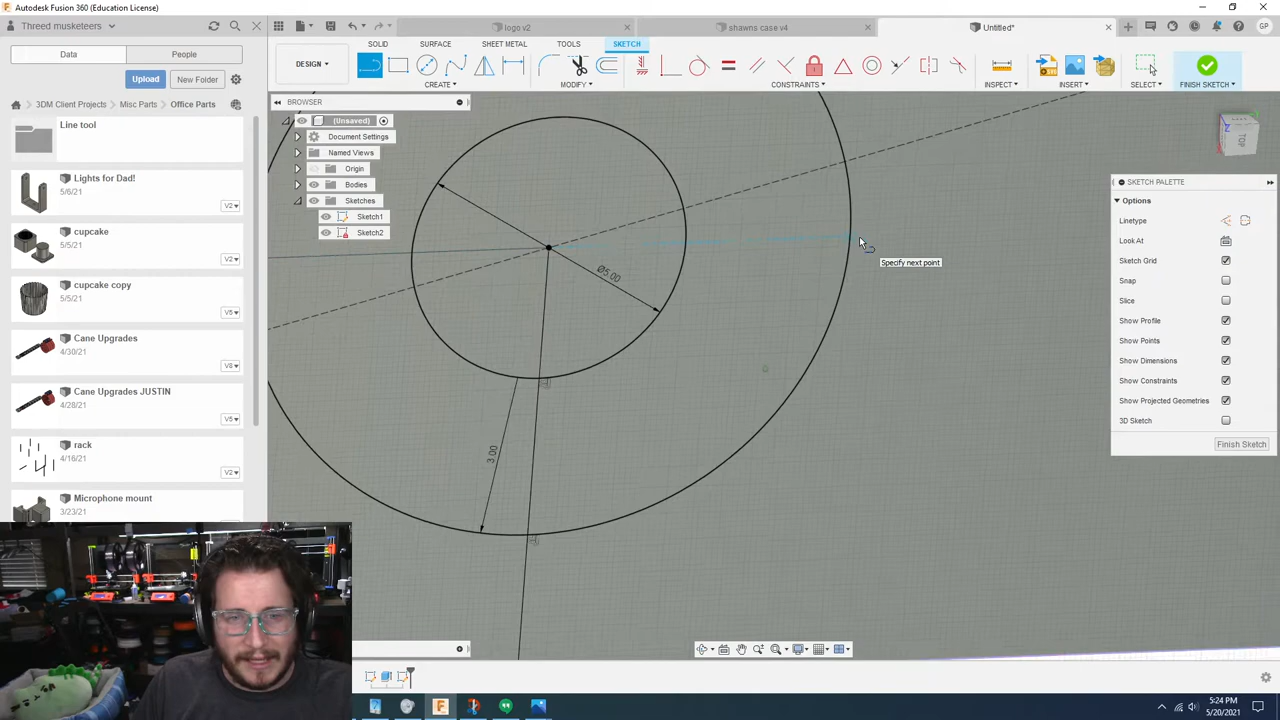 Autodesk Fusion 360 (Education License)
Threed musketeers
logo v2
shawns case v4
Untitled*
GP
Data
People
SOLID
SURFACE
SHEET METAL
TOOLS
SKETCH
DESIGN
Upload
New Folder
CREATE
MODIFY
CONSTRAINTS
INSPECT
INSERT
SELECT
FINISH SKETCH
3DM Client Projects
Misc Parts
Office Parts
BROWSER
Line tool
(Unsaved)
Document Settings
Named Views
Origin
Bodies
Sketches
Sketch1
Sketch2
Lights for Dad!
5/6/21
V2
cupcake
5/5/21
V2
cupcake copy
5/5/21
V5
Cane Upgrades
4/30/21
V8
Cane Upgrades JUSTIN
4/28/21
V5
rack
4/16/21
V2
Microphone mount
3/23/21
V2
Z
TOP
Ø5.00
3.00
Specify next point
SKETCH PALETTE
Options
Linetype
Look At
Sketch Grid
Snap
Slice
Show Profile
Show Points
Show Dimensions
Show Constraints
Show Projected Geometries
3D Sketch
Finish Sketch
5:24 PM
5/20/2021